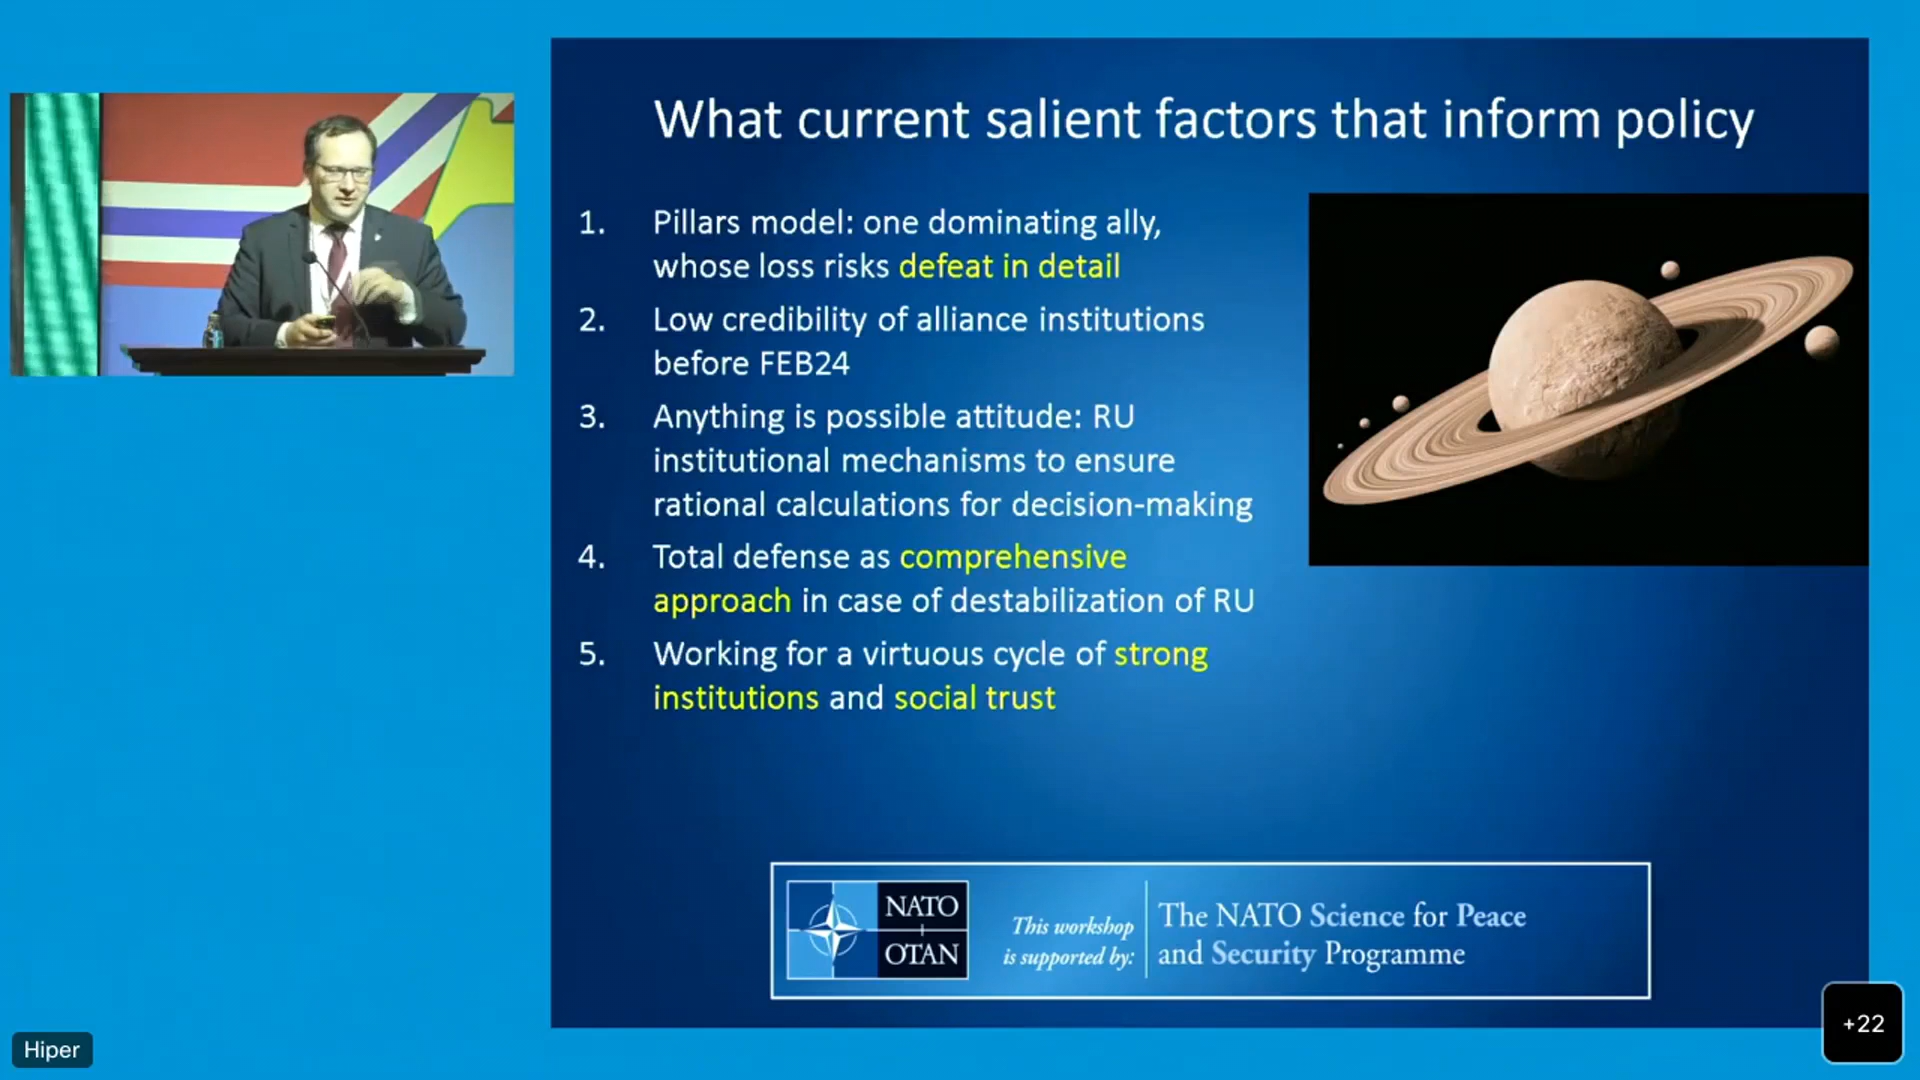 What current salient factors that inform policy
1. Pillars model: one dominating ally,
whose loss risks defeat in detail
2. Low credibility of alliance institutions
before FEB24
3. Anything is possible attitude: RU
institutional mechanisms to ensure
rational calculations for decision-making
4. Total defense as comprehensive
approach in case of destabilization of RU
5. Working for a virtuous cycle of strong
institutions and social trust
NATO
OTAN
This workshop
is supported by:
The NATO Science for Peace
and Security Programme
Hiper
+22